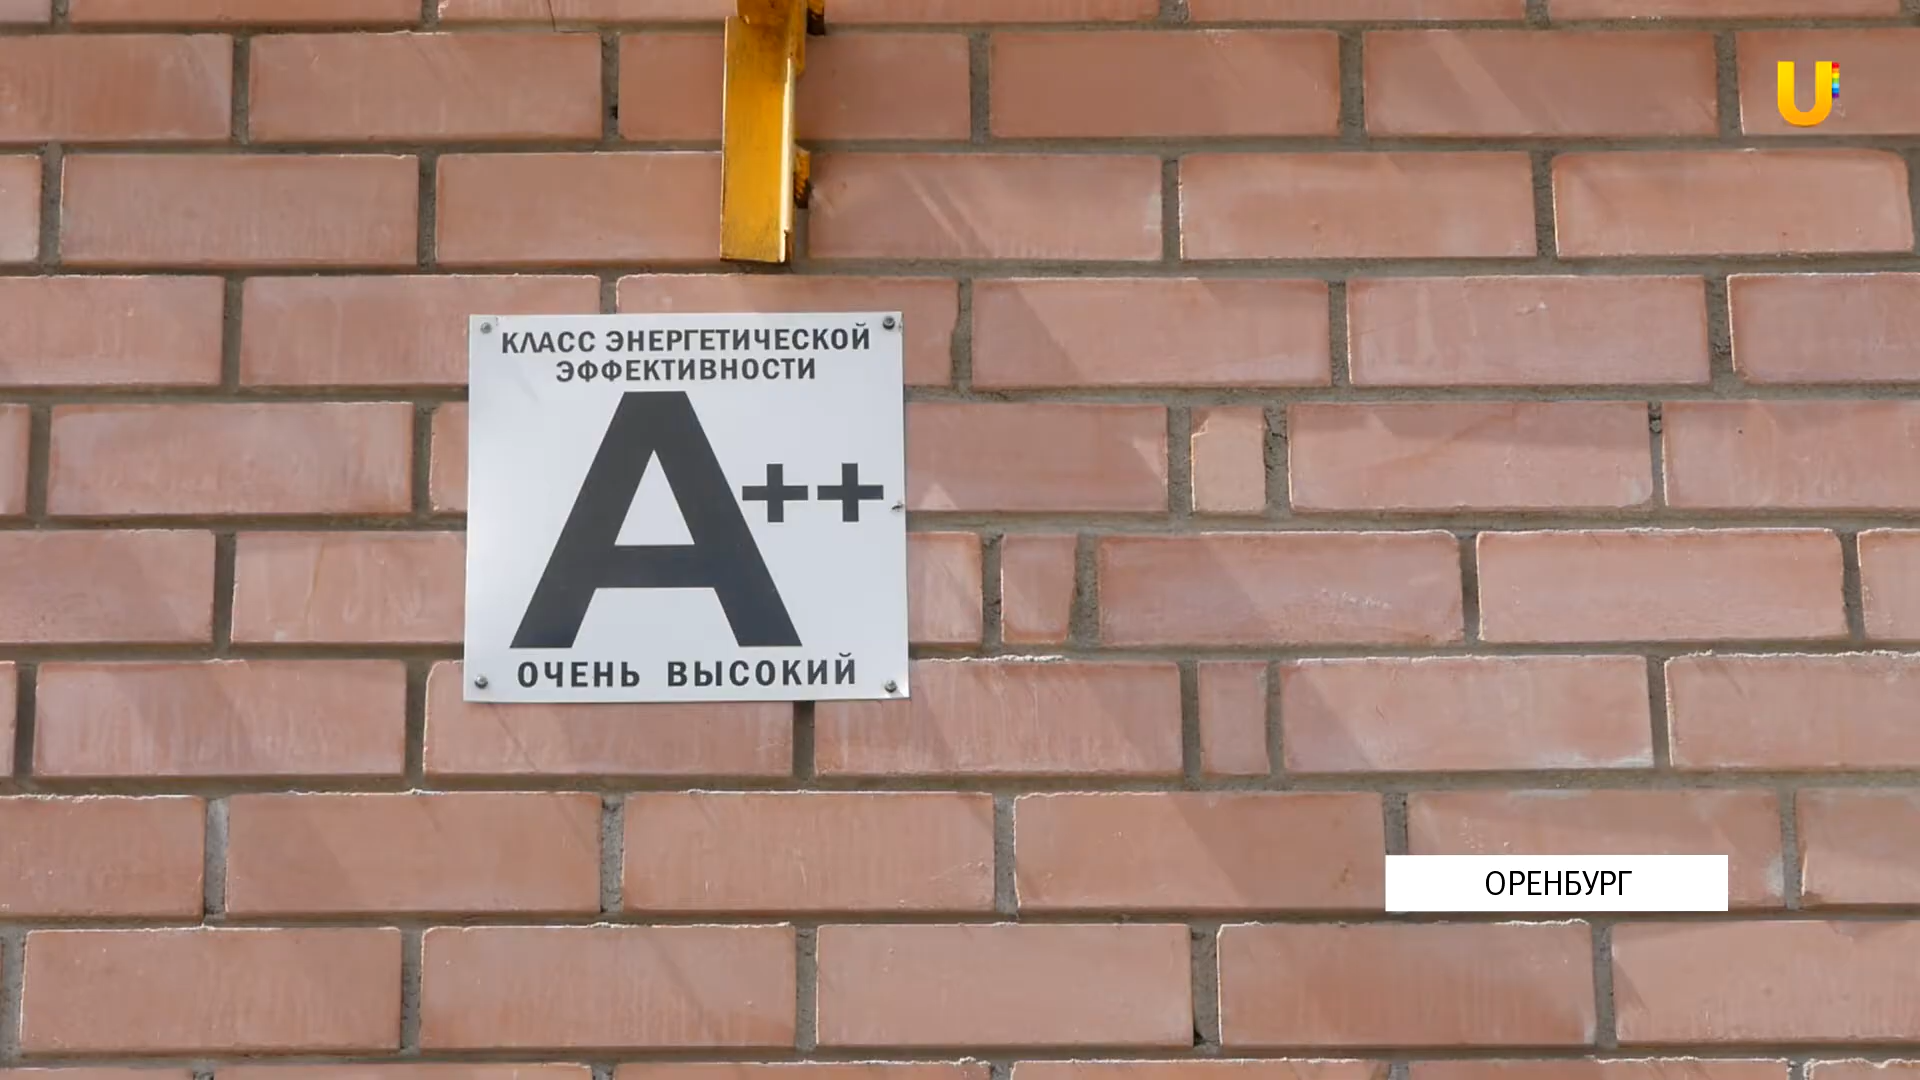 U
КЛАСС ЭНЕРГЕТИЧЕСКОЙ
ЭФФЕКТИВНОСТИ
А++
ОЧЕНЬ ВЫСОКИЙ
ОРЕНБУРГ